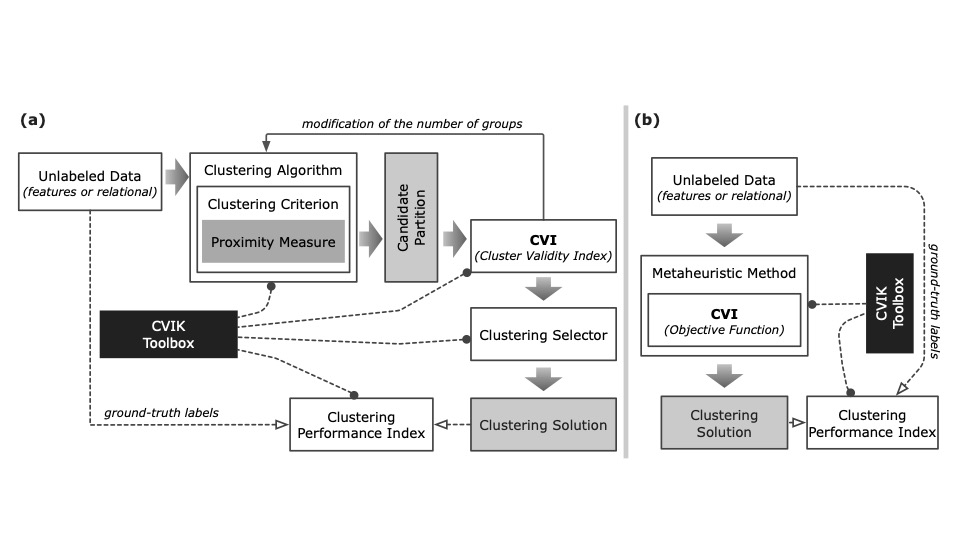 (a)
modification of the number of groups
Unlabeled Data
(features or relational)
Clustering Algorithm
Clustering Criterion
Proximity Measure
Candidate
Partition
CVI
(Cluster Validity Index)
CVIK
Toolbox
Clustering Selector
ground-truth labels
Clustering
Performance Index
Clustering Solution
(b)
Unlabeled Data
(features or relational)
Metaheuristic Method
CVI
(Objective Function)
CVIK
Toolbox
ground-truth labels
Clustering
Solution
Clustering
Performance Index